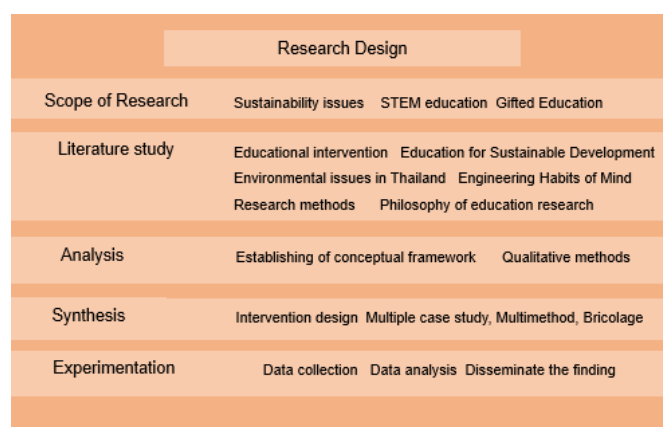 Research Design
Scope of Research Sustainability issues STEM education Gifted Education
Literature study Educational intervention Education for Sustainable Development
Environmental issues in Thailand Engineering Habits of Mind
Research methods Philosophy of education research
Analysis Establishing of conceptual framework Qualitative methods
Synthesis Intervention design Multiple case study, Multimethod, Bricolage
Experimentation Data collection Data analysis Disseminate the finding